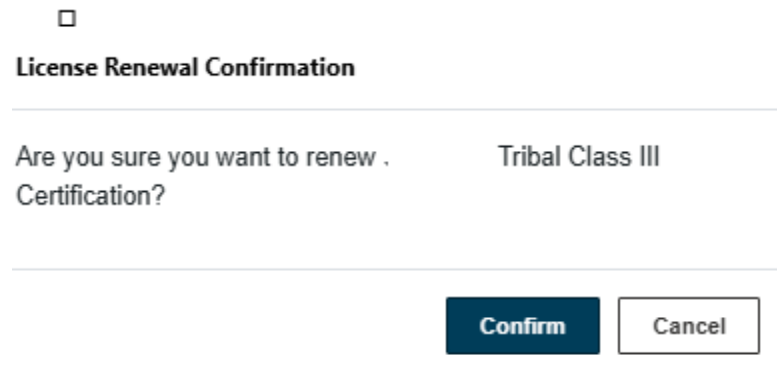 License Renewal Confirmation
Are you sure you want to renew . Tribal Class III
Certification?
Confirm Cancel